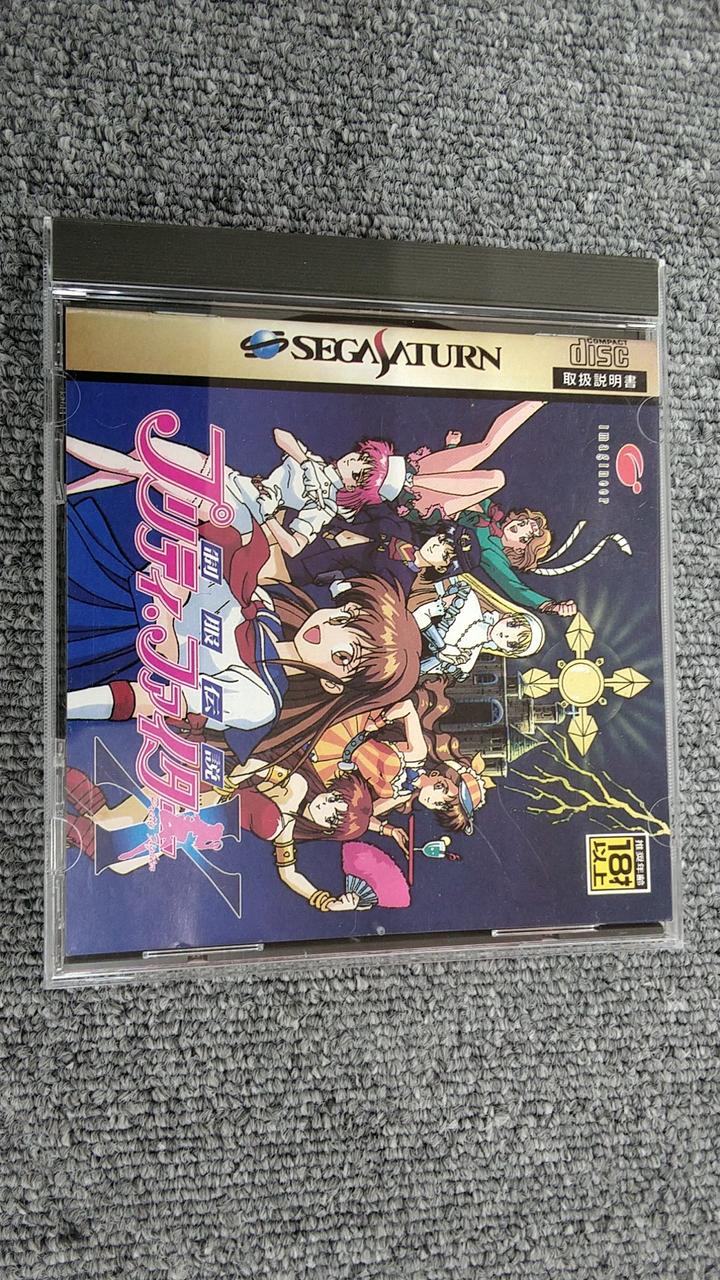 SEGA SATURN
COMPACT
disc
取扱説明書
imagineer
制服伝説
プリティ・ファイター
X
推奨年齢
18才
以上